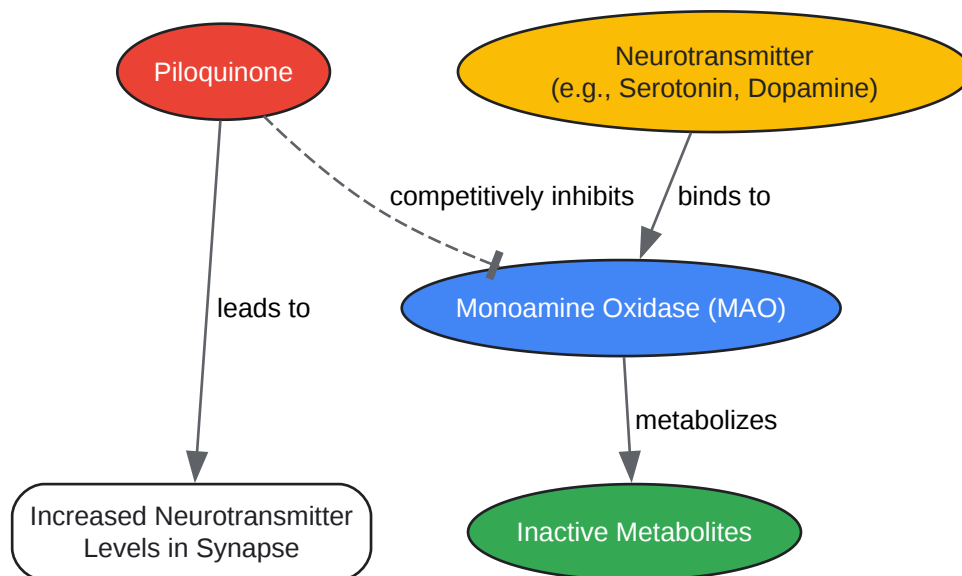 Piloquinone
Neurotransmitter
(e.g., Serotonin, Dopamine)
competitively inhibits
binds to
leads to
Monoamine Oxidase (MAO)
metabolizes
Increased Neurotransmitter
Levels in Synapse
Inactive Metabolites